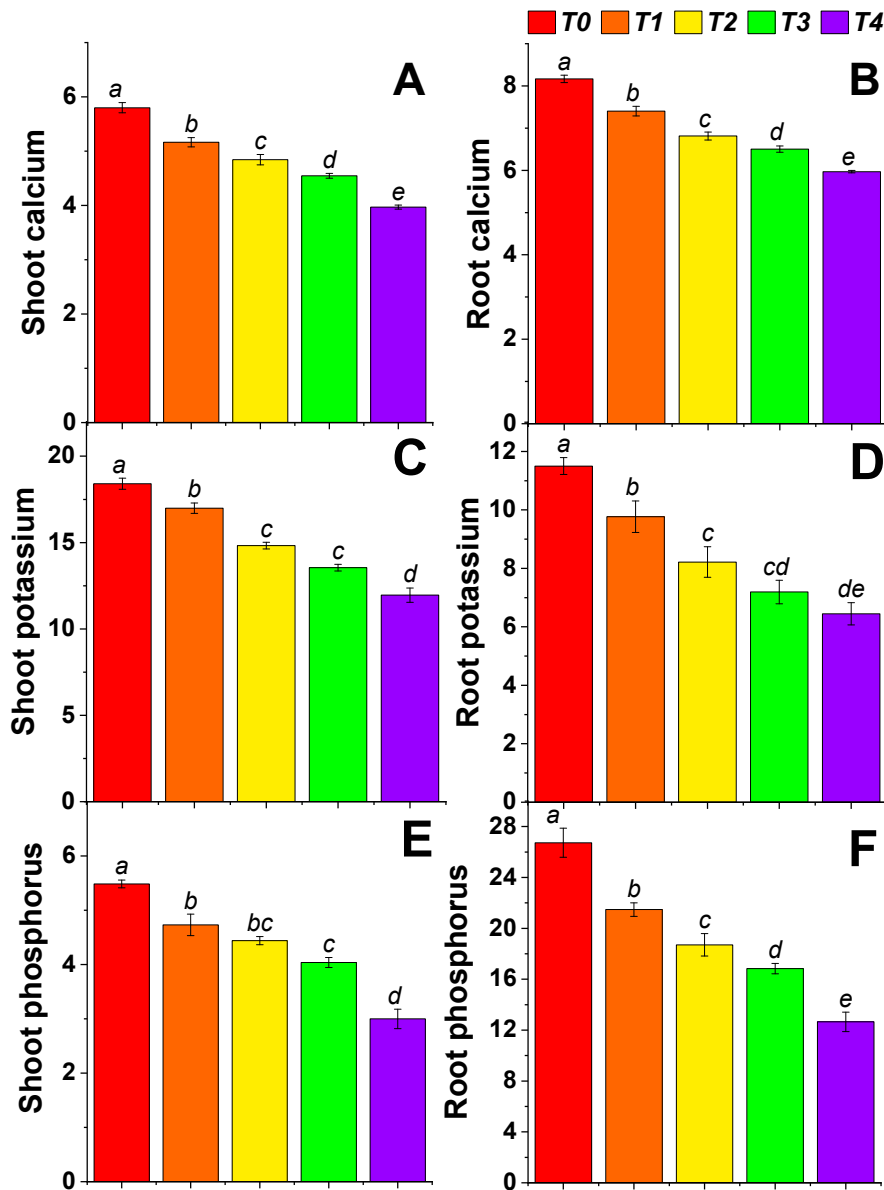 T0 T1 T2 T3 T4
A
Shoot calcium
6
4
2
0
a b c d e
B
Root calcium
8
6
4
2
0
a b c d e
C
Shoot potassium
20
15
10
5
0
a b c c d
D
Root potassium
12
10
8
6
4
2
0
a b c cd de
E
Shoot phosphorus
6
4
2
0
a b bc c d
F
Root phosphorus
28
24
20
16
12
8
4
0
a b c d e